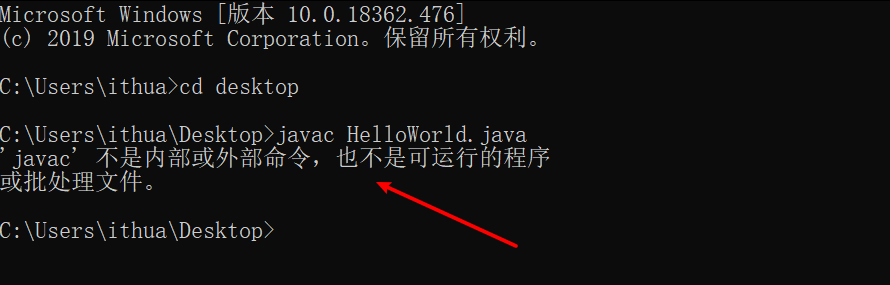 Microsoft Windows [版本 10.0.18362.476]
(c) 2019 Microsoft Corporation。保留所有权利。
C:\Users\ithua>cd desktop
C:\Users\ithua\Desktop>javac HelloWorld.java
'javac' 不是内部或外部命令，也不是可运行的程序
或批处理文件。
C:\Users\ithua\Desktop>